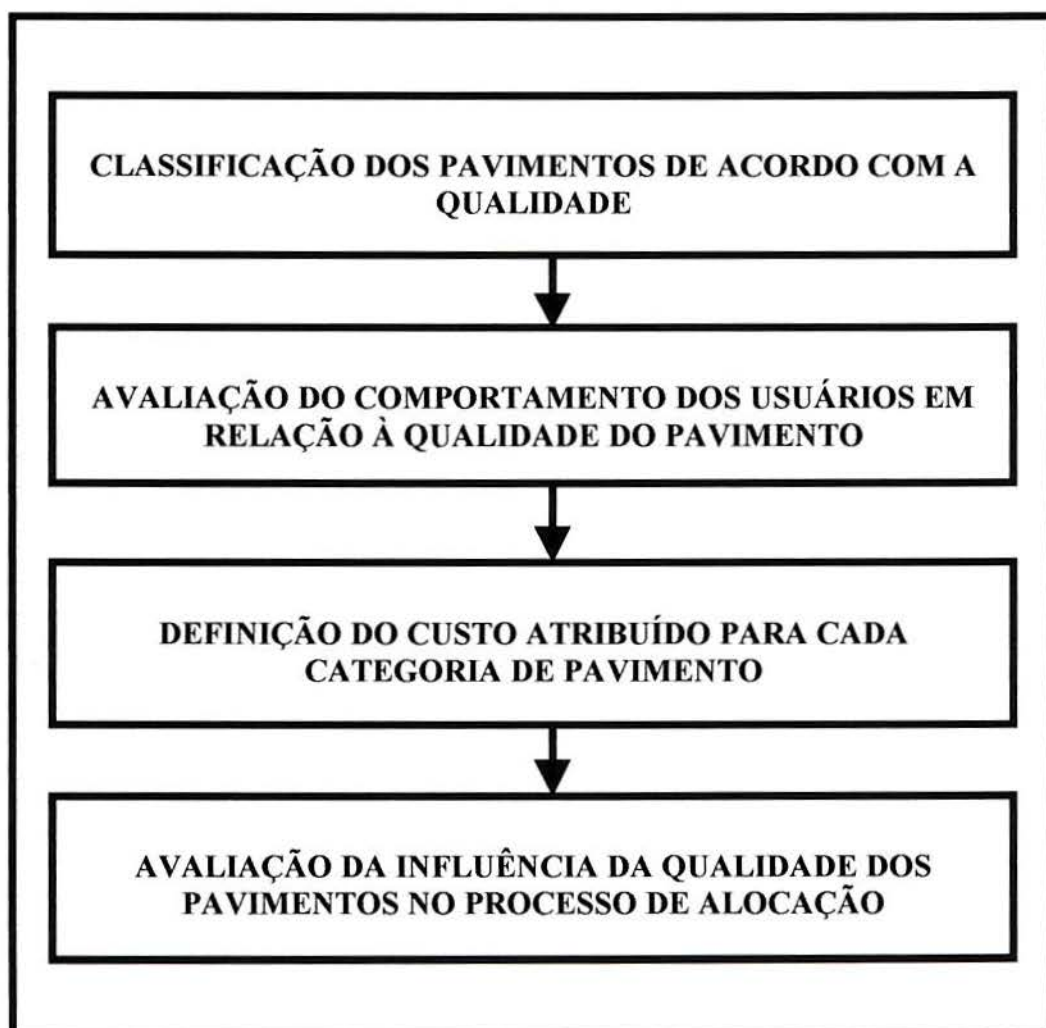 CLASSIFICAÇÃO DOS PAVIMENTOS DE ACORDO COM A
QUALIDADE
AVALIAÇÃO DO COMPORTAMENTO DOS USUÁRIOS EM
RELAÇÃO À QUALIDADE DO PAVIMENTO
DEFINIÇÃO DO CUSTO ATRIBUÍDO PARA CADA
CATEGORIA DE PAVIMENTO
AVALIAÇÃO DA INFLUÊNCIA DA QUALIDADE DOS
PAVIMENTOS NO PROCESSO DE ALOCAÇÃO